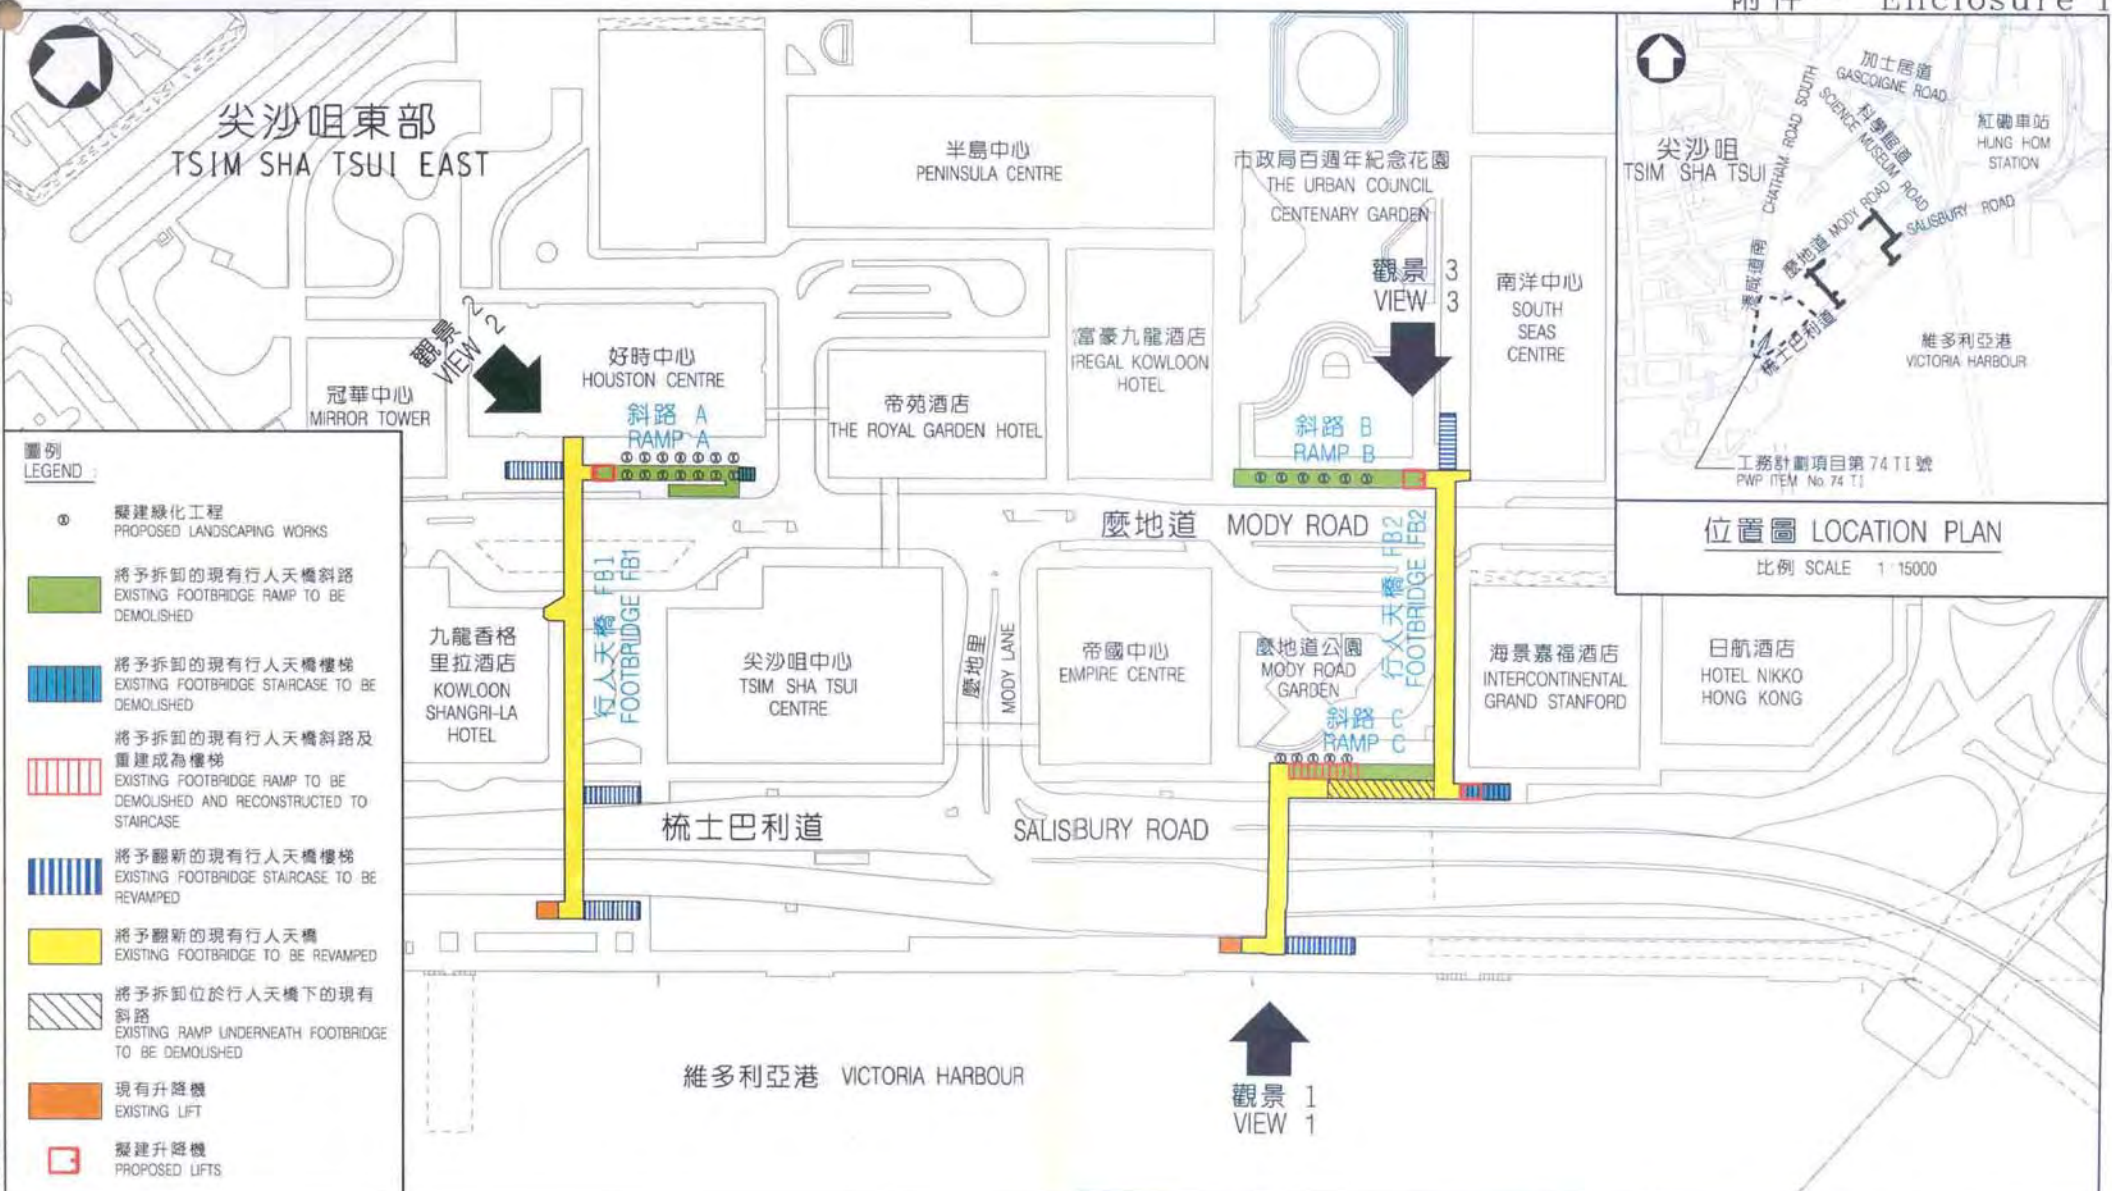 附件 Enclosure 1
尖沙咀東部
TSIM SHA TSUI EAST
半島中心
PENINSULA CENTRE
市政局百週年紀念花園
THE URBAN COUNCIL
CENTENARY GARDEN
觀景 3
VIEW 3
南洋中心
SOUTH
SEAS
CENTRE
觀景 2
VIEW 2
好時中心
HOUSTON CENTRE
冠華中心
MIRROR TOWER
斜路 A
RAMP A
帝苑酒店
THE ROYAL GARDEN HOTEL
富豪九龍酒店
REGAL KOWLOON
HOTEL
斜路 B
RAMP B
麼地道 MODY ROAD
行人天橋 FB1
FOOTBRIDGE FB1
行人天橋 FB2
FOOTBRIDGE FB2
九龍香格
里拉酒店
KOWLOON
SHANGRI-LA
HOTEL
尖沙咀中心
TSIM SHA TSUI
CENTRE
麼地里
MODY LANE
帝國中心
EMPIRE CENTRE
麼地道公園
MODY ROAD
GARDEN
斜路 C
RAMP C
海景嘉福酒店
INTERCONTINENTAL
GRAND STANFORD
日航酒店
HOTEL NIKKO
HONG KONG
梳士巴利道 SALISBURY ROAD
維多利亞港 VICTORIA HARBOUR
觀景 1
VIEW 1
圖例
LEGEND :
擬建綠化工程
PROPOSED LANDSCAPING WORKS
將予拆卸的現有行人天橋斜路
EXISTING FOOTBRIDGE RAMP TO BE
DEMOLISHED
將予拆卸的現有行人天橋樓梯
EXISTING FOOTBRIDGE STAIRCASE TO BE
DEMOLISHED
將予拆卸的現有行人天橋斜路及
重建成為樓梯
EXISTING FOOTBRIDGE RAMP TO BE
DEMOLISHED AND RECONSTRUCTED TO
STAIRCASE
將予翻新的現有行人天橋樓梯
EXISTING FOOTBRIDGE STAIRCASE TO BE
REVAMPED
將予翻新的現有行人天橋
EXISTING FOOTBRIDGE TO BE REVAMPED
將予拆卸位於行人天橋下的現有
斜路
EXISTING RAMP UNDERNEATH FOOTBRIDGE
TO BE DEMOLISHED
現有升降機
EXISTING LIFT
擬建升降機
PROPOSED LIFTS
加士居道
GASCOIGNE ROAD
科學館道
SCIENCE MUSEUM ROAD
紅磡車站
HUNG HOM
STATION
尖沙咀
TSIM SHA TSUI
漆咸道南 CHATHAM ROAD SOUTH
麼地道 MODY ROAD
梳士巴利道 SALISBURY ROAD
維多利亞港
VICTORIA HARBOUR
工務計劃項目第 74 TI 號
PWP ITEM No. 74 TI
位置圖 LOCATION PLAN
比例 SCALE 1 : 15000